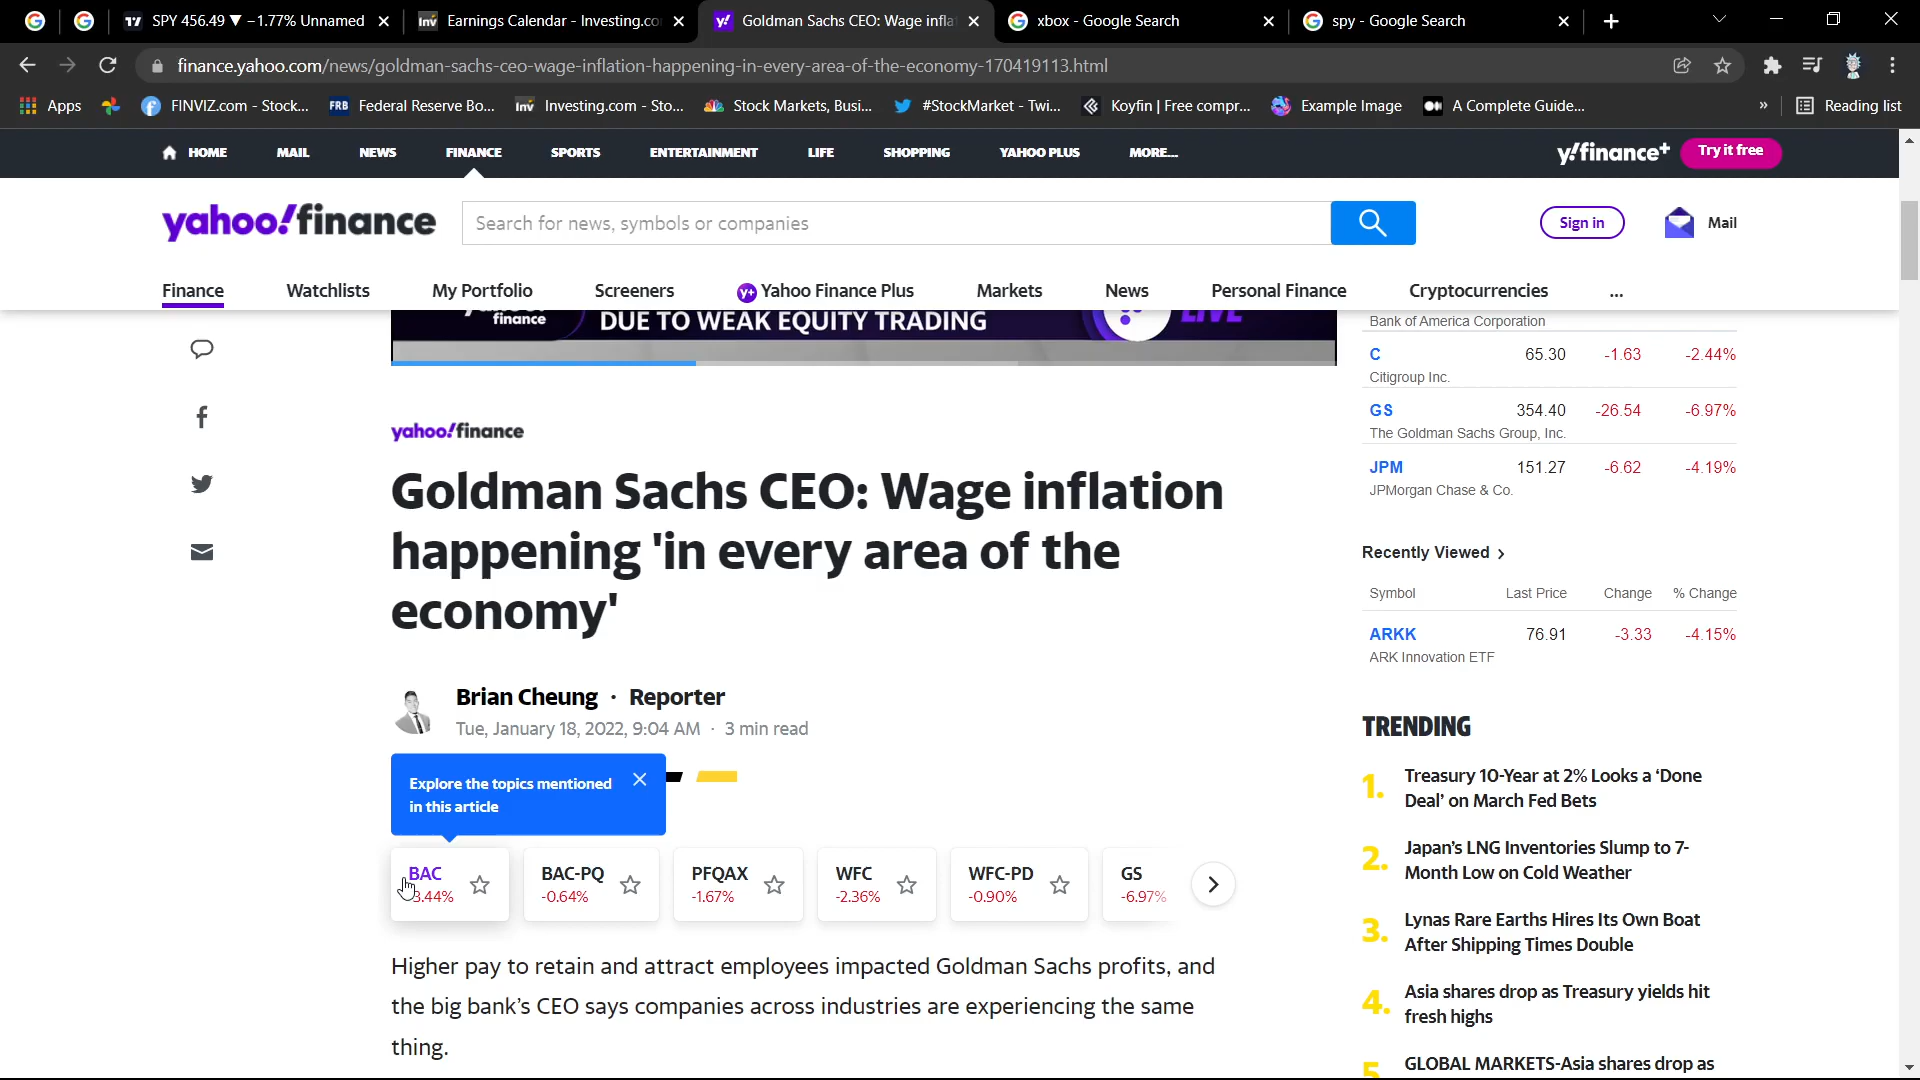 SPY 456.49 ▼ −1.77% Unnamed
Earnings Calendar - Investing.co
Goldman Sachs CEO: Wage infla
xbox - Google Search
spy - Google Search
finance.yahoo.com/news/goldman-sachs-ceo-wage-inflation-happening-in-every-area-of-the-economy-170419113.html
Apps
FINVIZ.com - Stock...
FRB Federal Reserve Bo...
Inv Investing.com - Sto...
Stock Markets, Busi...
#StockMarket - Twi...
Koyfin | Free compr...
Example Image
A Complete Guide...
»
Reading list
HOME MAIL NEWS FINANCE SPORTS ENTERTAINMENT LIFE SHOPPING YAHOO PLUS MORE...
y!finance+ Try it free
yahoo!finance
Search for news, symbols or companies
Sign in
Mail
Finance Watchlists My Portfolio Screeners y+ Yahoo Finance Plus Markets News Personal Finance Cryptocurrencies ...
finance
DUE TO WEAK EQUITY TRADING
LIVE
yahoo!finance
Goldman Sachs CEO: Wage inflation
happening 'in every area of the
economy'
Brian Cheung · Reporter
Tue, January 18, 2022, 9:04 AM · 3 min read
Explore the topics mentioned
in this article
BAC
3.44%
BAC-PQ
-0.64%
PFQAX
-1.67%
WFC
-2.36%
WFC-PD
-0.90%
GS
-6.97%
Higher pay to retain and attract employees impacted Goldman Sachs profits, and
the big bank's CEO says companies across industries are experiencing the same
thing.
Bank of America Corporation
C 65.30 -1.63 -2.44%
Citigroup Inc.
GS 354.40 -26.54 -6.97%
The Goldman Sachs Group, Inc.
JPM 151.27 -6.62 -4.19%
JPMorgan Chase & Co.
Recently Viewed >
Symbol Last Price Change % Change
ARKK 76.91 -3.33 -4.15%
ARK Innovation ETF
TRENDING
1. Treasury 10-Year at 2% Looks a 'Done
Deal' on March Fed Bets
2. Japan's LNG Inventories Slump to 7-
Month Low on Cold Weather
3. Lynas Rare Earths Hires Its Own Boat
After Shipping Times Double
4. Asia shares drop as Treasury yields hit
fresh highs
5. GLOBAL MARKETS-Asia shares drop as